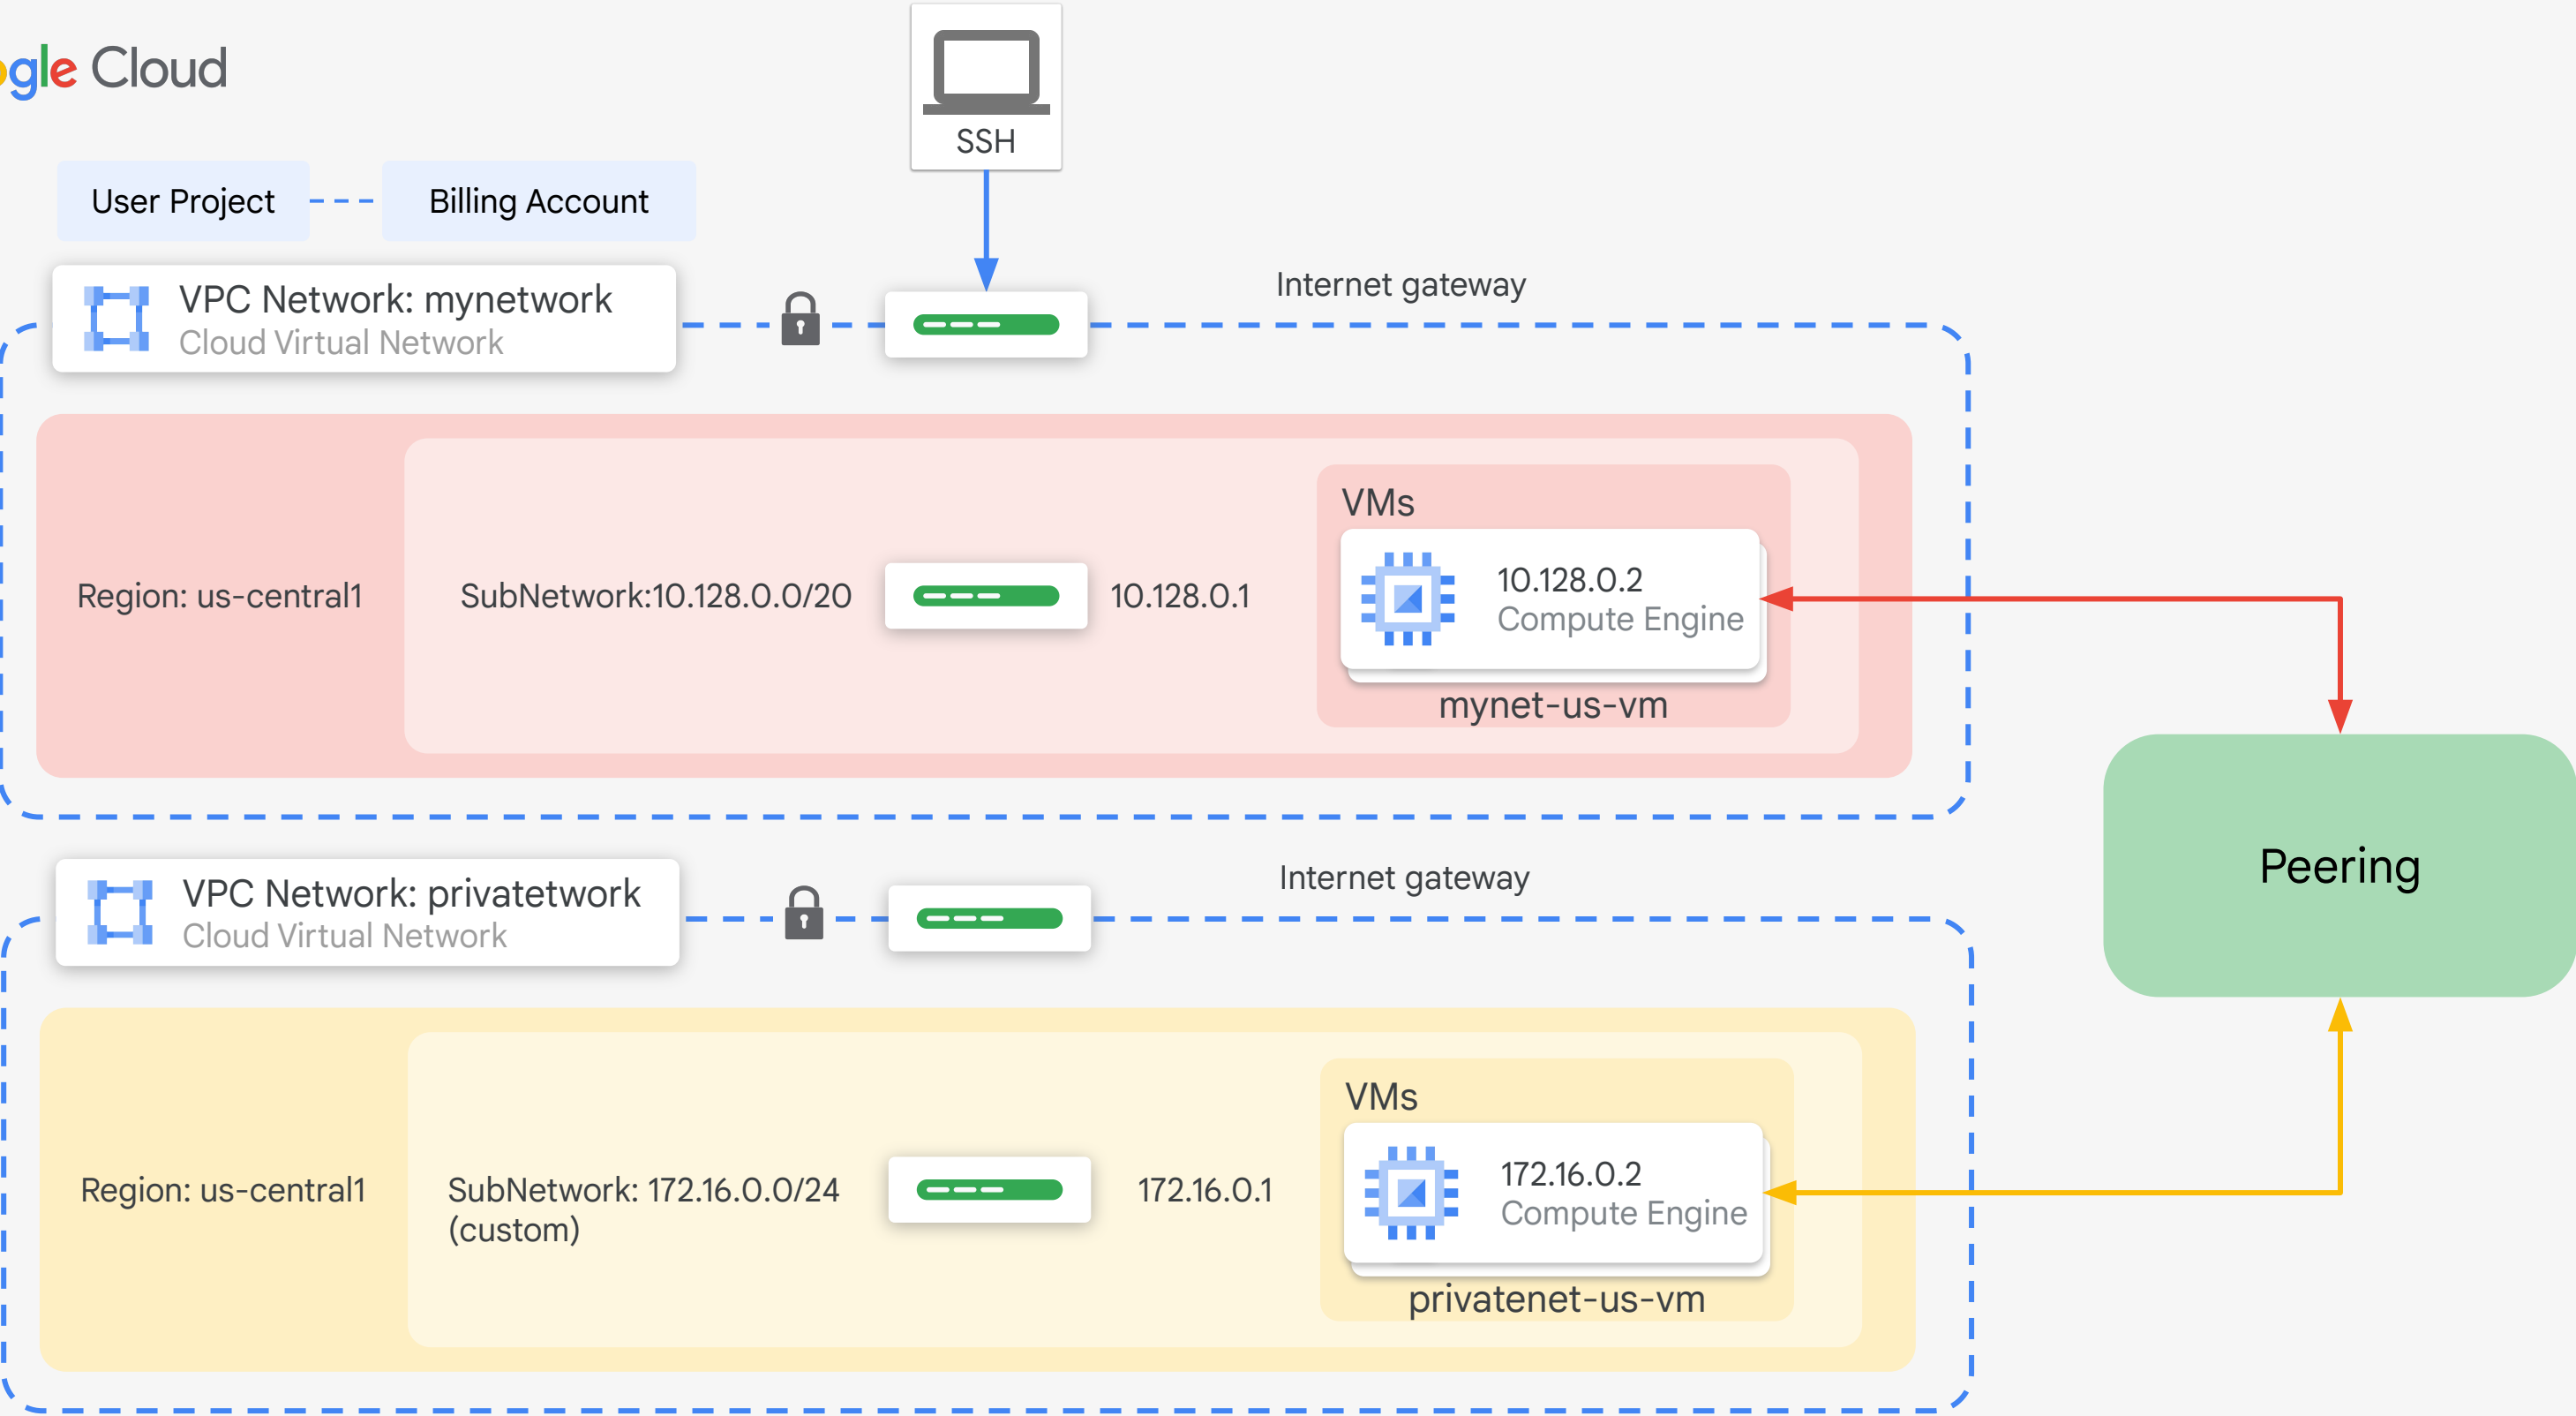 ogle Cloud
SSH
User Project
Billing Account
VPC Network: mynetwork
Cloud Virtual Network
Internet gateway
VMs
Region: us-central1
SubNetwork:10.128.0.0/20
10.128.0.1
10.128.0.2
Compute Engine
mynet-us-vm
Peering
VPC Network: privatetwork
Cloud Virtual Network
Internet gateway
VMs
Region: us-central1
SubNetwork: 172.16.0.0/24
(custom)
172.16.0.1
172.16.0.2
Compute Engine
privatenet-us-vm